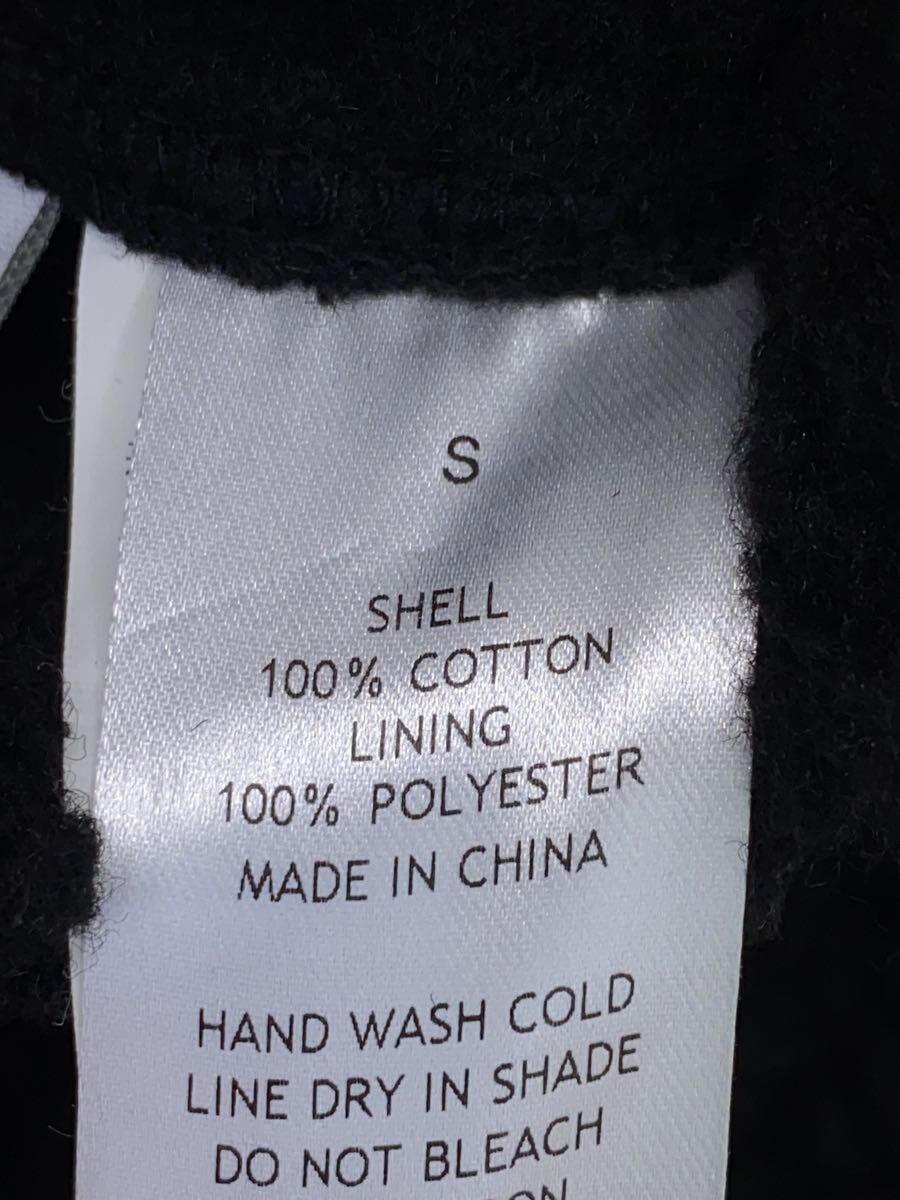 S
SHELL
100% COTTON
LINING
100% POLYESTER
MADE IN CHINA
HAND WASH COLD
LINE DRY IN SHADE
DO NOT BLEACH